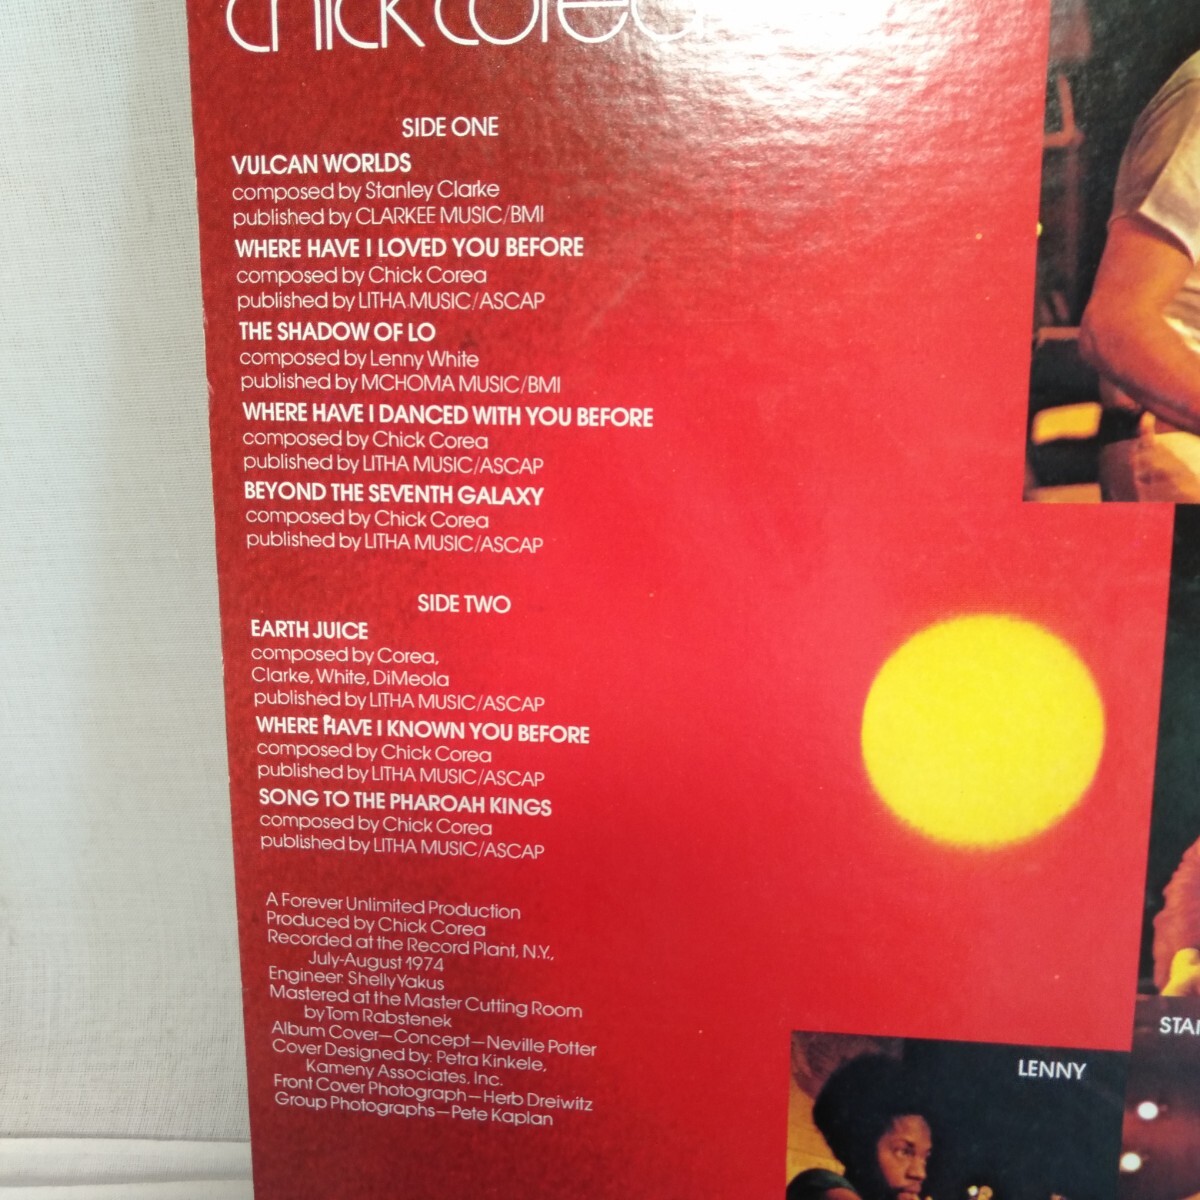 chick corea
SIDE ONE
VULCAN WORLDS
composed by Stanley Clarke
published by CLARKEE MUSIC/BMI
WHERE HAVE I LOVED YOU BEFORE
composed by Chick Corea
published by LITHA MUSIC/ASCAP
THE SHADOW OF LO
composed by Lenny White
published by MCHOMA MUSIC/BMI
WHERE HAVE I DANCED WITH YOU BEFORE
composed by Chick Corea
published by LITHA MUSIC/ASCAP
BEYOND THE SEVENTH GALAXY
composed by Chick Corea
published by LITHA MUSIC/ASCAP
SIDE TWO
EARTH JUICE
composed by Corea,
Clarke, White, DiMeola
published by LITHA MUSIC/ASCAP
WHERE HAVE I KNOWN YOU BEFORE
composed by Chick Corea
published by LITHA MUSIC/ASCAP
SONG TO THE PHAROAH KINGS
composed by Chick Corea
published by LITHA MUSIC/ASCAP
A Forever Unlimited Production
Produced by Chick Corea
Recorded at the Record Plant, N.Y.,
July-August 1974
Engineer: Shelly Yakus
Mastered at the Master Cutting Room
by Tom Rabstenek
Album Cover—Concept—Neville Potter
Cover Designed by: Petra Kinkele,
Kameny Associates, Inc.
Front Cover Photograph—Herb Dreiwitz
Group Photographs—Pete Kaplan
LENNY
STAN